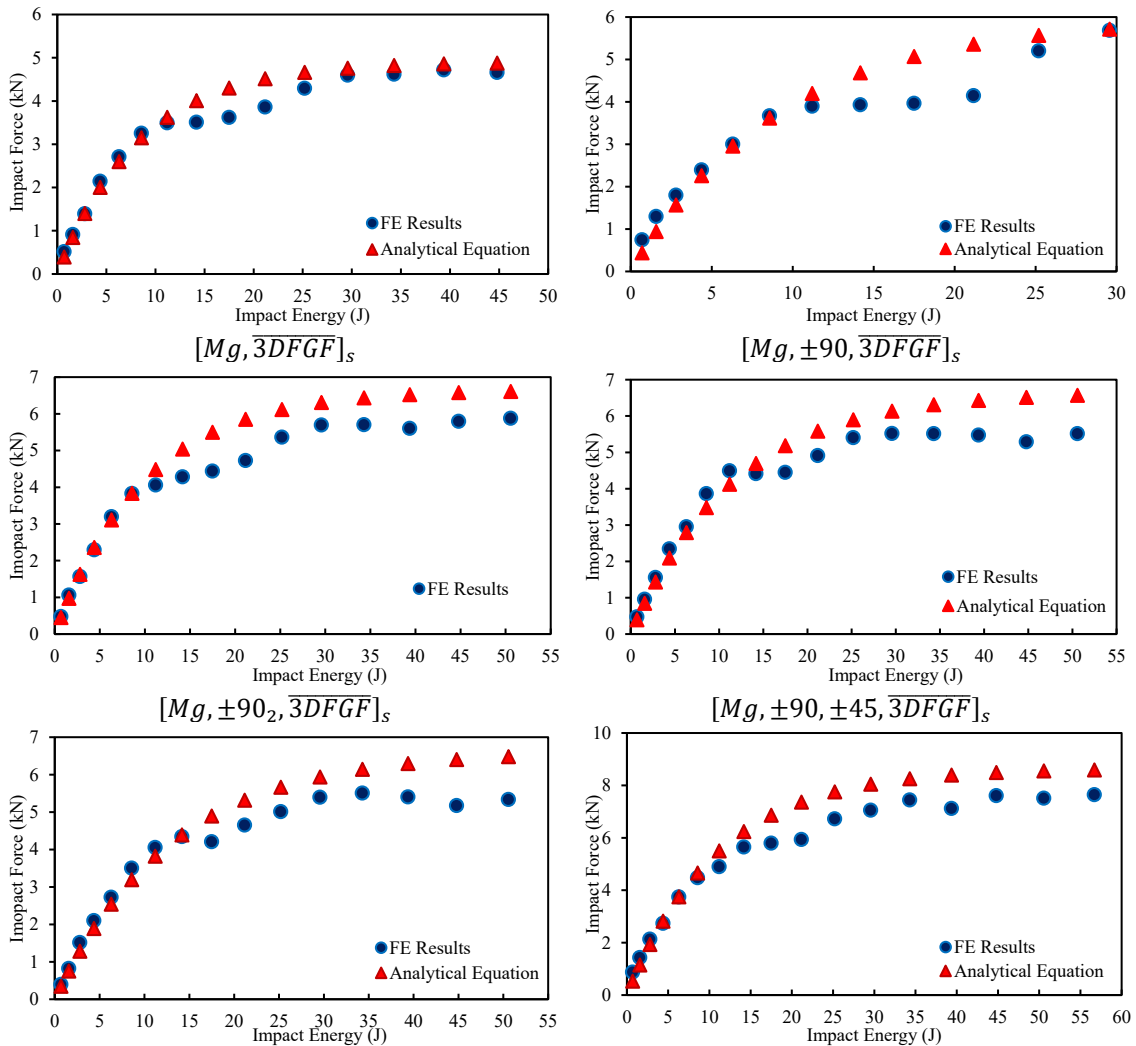 6
5
4
3
2
1
0
Impact Force (kN)
FE Results
Analytical Equation
0 5 10 15 20 25 30 35 40 45 50
Impact Energy (J)
[Mg, 3DFGF]s
6
5
4
3
2
1
0
Impact Force (kN)
FE Results
Analytical Equation
0 5 10 15 20 25 30
Impact Energy (J)
[Mg, ±90, 3DFGF]s
7
6
5
4
3
2
1
0
Imopact Force (kN)
FE Results
0 5 10 15 20 25 30 35 40 45 50 55
Impact Energy (J)
[Mg, ±90₂, 3DFGF]s
7
6
5
4
3
2
1
0
Impact Force (kN)
FE Results
Analytical Equation
0 5 10 15 20 25 30 35 40 45 50 55
Impact Energy (J)
[Mg, ±90, ±45, 3DFGF]s
7
6
5
4
3
2
1
0
Imopact Force (kN)
FE Results
Analytical Equation
0 5 10 15 20 25 30 35 40 45 50 55
Impact Energy (J)
10
8
6
4
2
0
Impact Force (kN)
FE Results
Analytical Equation
0 5 10 15 20 25 30 35 40 45 50 55 60
Impact Energy (J)